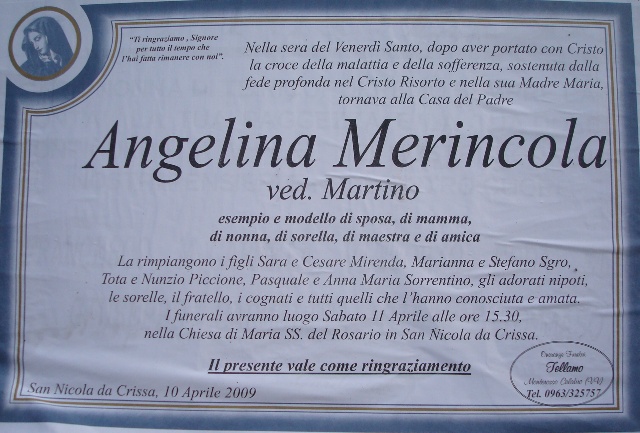 "Ti ringraziamo , Signore
per tutto il tempo che
l'hai fatta rimanere con noi".
Nella sera del Venerdì Santo, dopo aver portato con Cristo
la croce della malattia e della sofferenza, sostenuta dalla
fede profonda nel Cristo Risorto e nella sua Madre Maria,
tornava alla Casa del Padre
Angelina Merincola
ved. Martino
esempio e modello di sposa, di mamma,
di nonna, di sorella, di maestra e di amica
La rimpiangono i figli Sara e Cesare Mirenda, Marianna e Stefano Sgro,
Tota e Nunzio Piccione, Pasquale e Anna Maria Sorrentino, gli adorati nipoti,
le sorelle, il fratello, i cognati e tutti quelli che l'hanno conosciuta e amata.
I funerali avranno luogo Sabato 11 Aprile alle ore 15.30,
nella Chiesa di Maria SS. del Rosario in San Nicola da Crissa.
Il presente vale come ringraziamento
San Nicola da Crissa, 10 Aprile 2009
Onoranze Funebri
Tellamo
Monterosso Calabro (VV)
Tel. 0963/325757